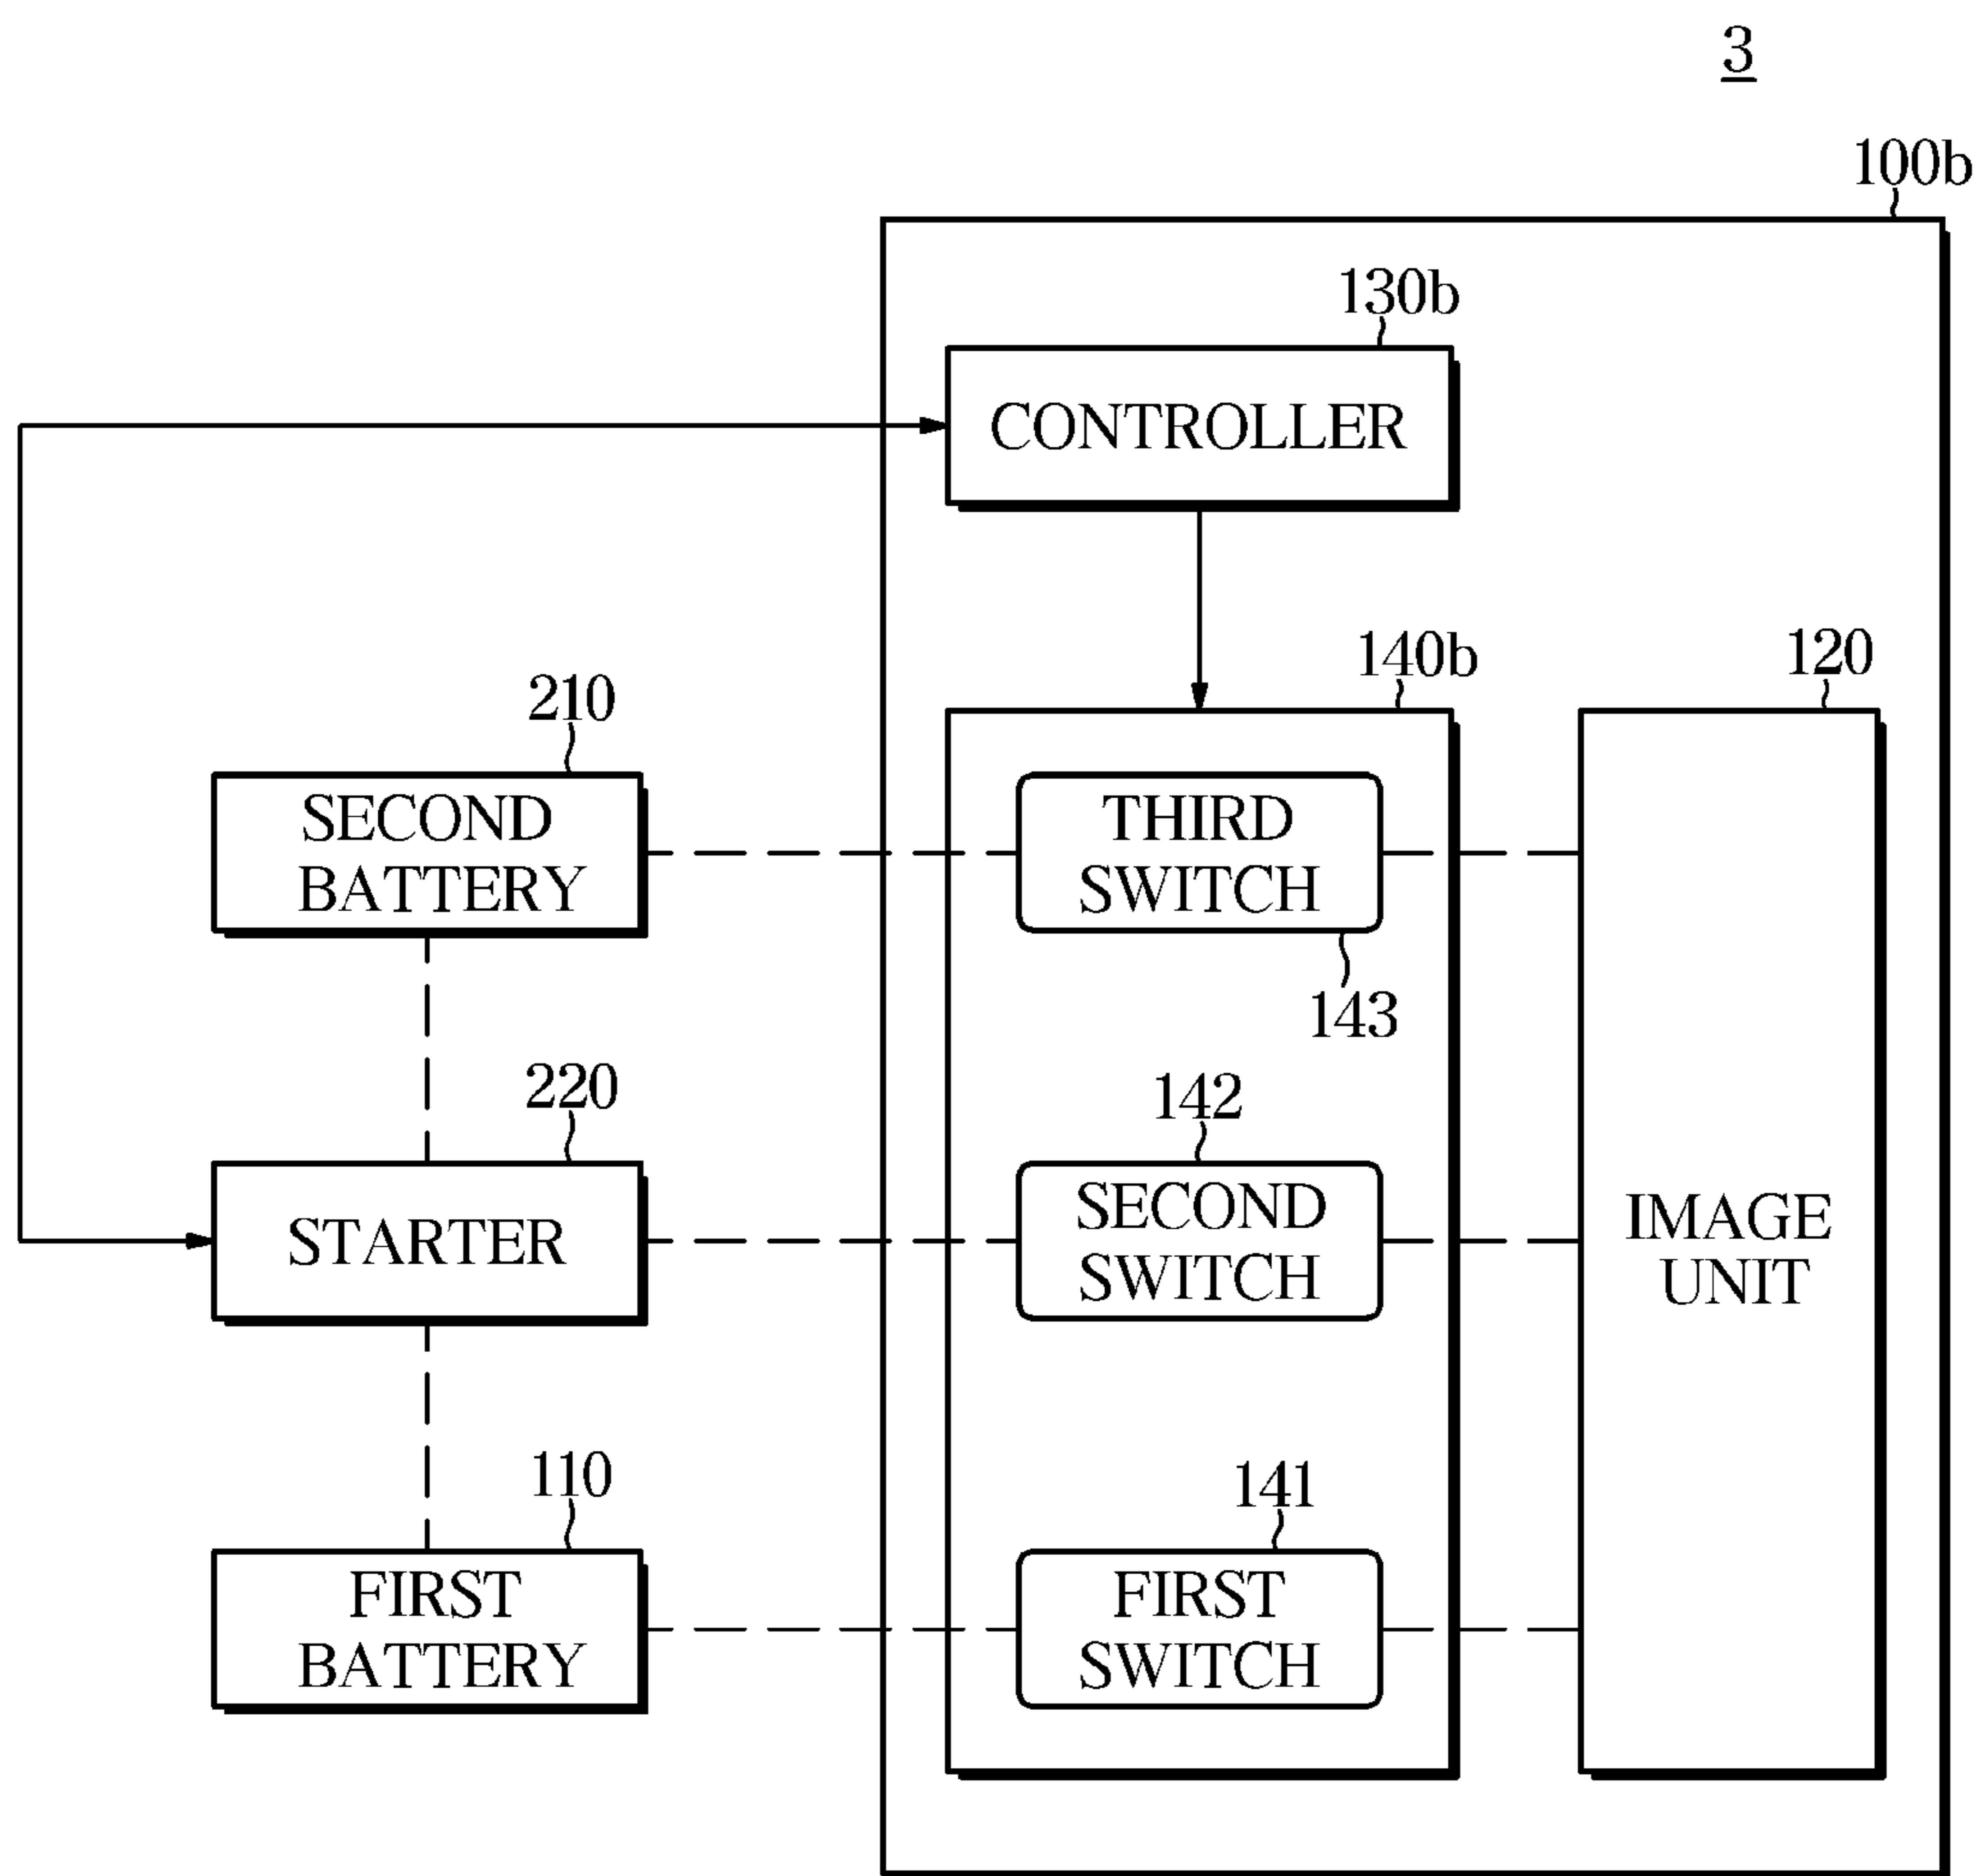 3
100b
130b
CONTROLLER
140b
120
210
SECOND
BATTERY
THIRD
SWITCH
143
220
142
STARTER
SECOND
SWITCH
IMAGE
UNIT
110
141
FIRST
BATTERY
FIRST
SWITCH